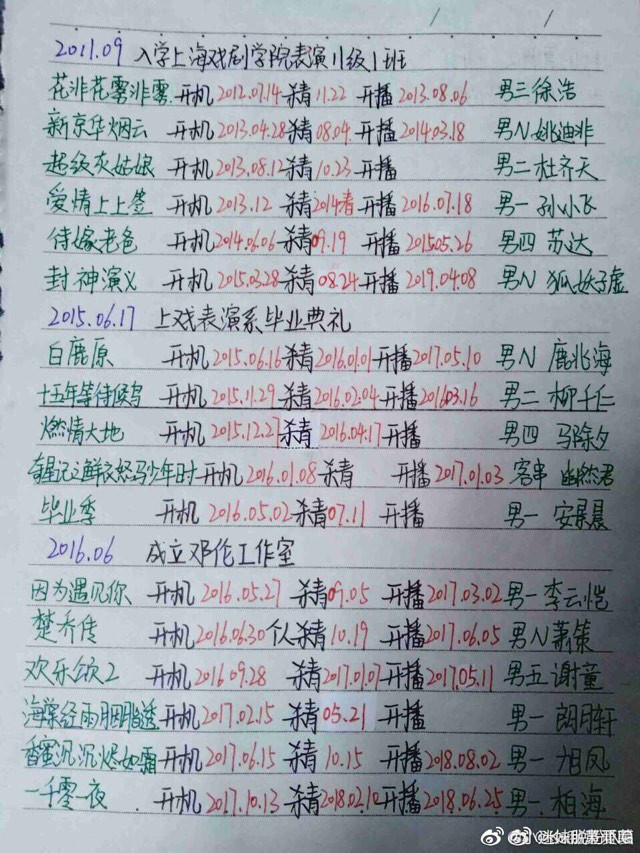 2011.09 入学上海戏剧学院表演11级1班
花非花雾非雾 开机 2012.07.14 杀青 11.22 开播 2013.08.06 男三 徐浩
新京华烟云 开机 2013.04.28 杀青 08.04 开播 2014.03.18 男N 姚迪非
超级灰姑娘 开机 2013.08.12 杀青 10.23 开播 男二 杜齐天
爱情上上签 开机 2013.12 杀青 2014春 开播 2016.07.18 男一 孙小飞
待嫁老爸 开机 2014.06.06 杀青 09.19 开播 201505.26 男四 苏达
封神演义 开机 2015.03.28 杀青 08.24 开播 2019.04.08 男N 狐妖子虚
2015.06.17 上戏表演系毕业典礼
白鹿原 开机 2015.06.16 杀青 2016.01.01 开播 2017.05.10 男N 鹿兆海
十五年等待候鸟 开机 2015.11.29 杀青 2016.02.04 开播 2016.03.16 男二 柳千仁
燃情大地 开机 2015.12.27 杀青 2016.04.17 开播 男四 马除夕
奇星记之鲜衣怒马少年时 开机 2016.01.08 杀青 开播 2017.01.03 客串 幽然君
毕业季 开机 2016.05.02 杀青 07.11 开播 男一 安晨晨
2016.06 成立邓伦工作室
因为遇见你 开机 2016.05.27 杀青 09.05 开播 2017.03.02 男一 李云恺
楚乔传 开机 2016.06.30 个人杀青 10.19 开播 2017.06.05 男N 萧策
欢乐颂2 开机 2016 09.28 杀青 2017.01.07 开播 2017.05.11 男五 谢童
海棠经雨胭脂透 开机 2017.02.15 杀青 05.21 开播 男一 朗月轩
香蜜沉沉烬如霜 开机 2017.06.15 杀青 10.15 开播 2018.08.02 男一 旭凤
一千零一夜 开机 2017.10.13 杀青 2018.02.10 开播 2018.06.25 男一 柏海